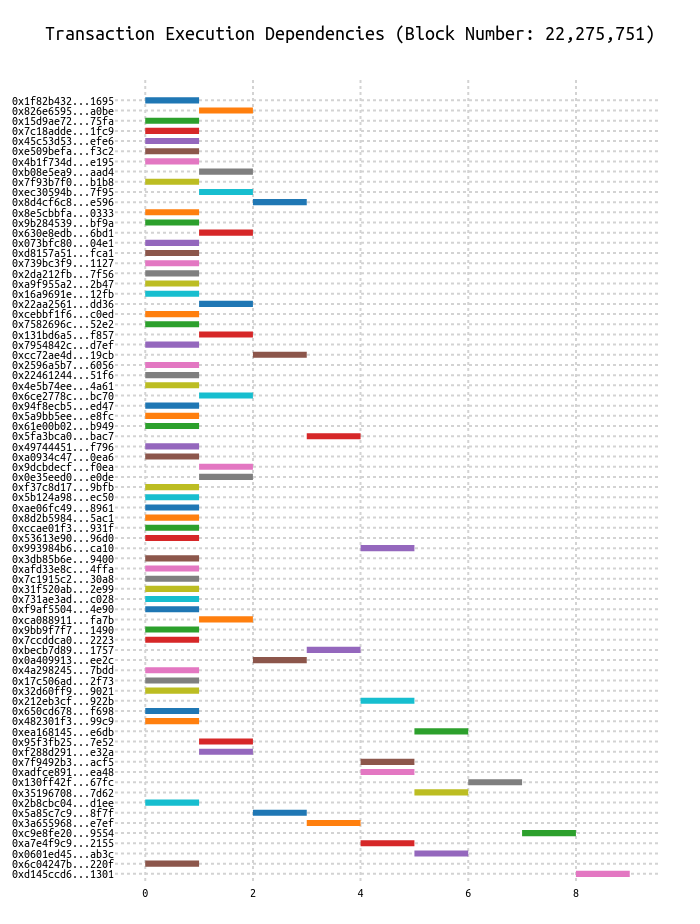 Transaction Execution Dependencies (Block Number: 22,275,751)
0x1f82b432...1695
0x826e6595...a0be
0x15d9ae72...75fa
0x7c18adde...1fc9
0x45c53d53...efe6
0xe509befa...f3c2
0x4b1f734d...e195
0xb08e5ea9...aad4
0x7f93b7f0...b1b8
0xec30594b...7f95
0x8d4cf6c8...e596
0x8e5cbbfa...0333
0x9b284539...bf9a
0x630e8edb...6bd1
0x073bfc80...04e1
0xd8157a51...fca1
0x739bc3f9...1127
0x2da212fb...7f56
0xa9f955a2...2b47
0x16a9691e...12fb
0x22aa2561...dd36
0xcebbf1f6...c0ed
0x7582696c...52e2
0x131bd6a5...f857
0x7954842c...d7ef
0xcc72ae4d...19cb
0x2596a5b7...6056
0x22461244...51f6
0x4e5b74ee...4a61
0x6ce2778c...bc70
0x94f8ecb5...ed47
0x5a9bb5ee...e8fc
0x61e00b02...b949
0x5fa3bca0...bac7
0x49744451...f796
0xa0934c47...0ea6
0x9dcbdecf...f0ea
0x0e35eed0...e0de
0xf37c8d17...9bfb
0x5b124a98...ec50
0xae06fc49...8961
0x8d2b5984...5ac1
0xccae01f3...931f
0x53613e90...96d0
0x993984b6...ca10
0x3db85b6e...9400
0xafd33e8c...4ffa
0x7c1915c2...30a8
0x31f520ab...2e99
0x731ae3ad...c028
0xf9af5504...4e90
0xca088911...fa7b
0x9bb9f7f7...1490
0x7ccddca0...2223
0xbecb7d89...1757
0x0a409913...ee2c
0x4a298245...7bdd
0x17c506ad...2f73
0x32d60ff9...9021
0x212eb3cf...922b
0x650cd678...f698
0x482301f3...99c9
0xea168145...e6db
0x95f3fb25...7e52
0xf288d291...e32a
0x7f9492b3...acf5
0xadfce891...ea48
0x130ff42f...67fc
0x35196708...7d62
0x2b8cbc04...d1ee
0x5a85c7c9...8f7f
0x3a655968...e7ef
0xc9e8fe20...9554
0xa7e4f9c9...2155
0x0601ed45...ab3c
0x6c04247b...220f
0xd145ccd6...1301
0 2 4 6 8